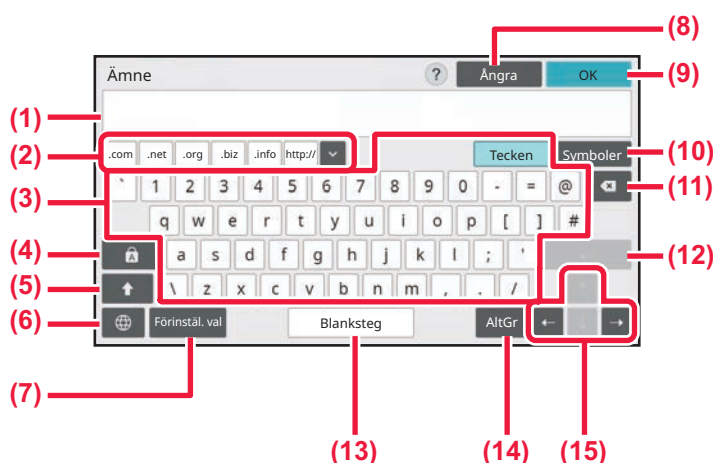 (8)
Ämne ? Ångra OK (9)
(1)
(2) .com .net .org .biz .info http:// Tecken Symboler (10)
(3) ` 1 2 3 4 5 6 7 8 9 0 - = @ (11)
q w e r t y u i o p [ ] #
(4) A a s d f g h j k l ; ' (12)
(5) \ z x c v b n m , . /
(6) Förinstäl. val Blanksteg AltGr ← ↓ →
(7)
(13) (14) (15)